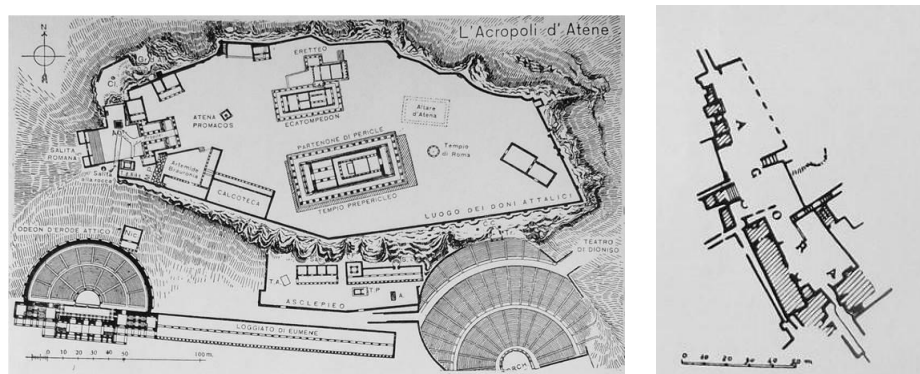 L'Acropoli d'Atene
N
ERETTEO
ATENA
PROMACOS
ECATOMPEDON
Altare
d'Atena
PARTENONE DI PERICLE
Tempio
di Roma
SALITA
ROMANA
Artemide
Brauronia
CALCOTECA
TEMPIO PREPERICLEO
LUOGO DEI DONI ATTALICI
ODEON D'ERODE ATTICO
NIC.
TEATRO
DI DIONISO
T.A.
T.P.
A.
ASCLEPIEO
LOGGIATO DI EUMENE
0 10 20 30 40 50 100 m.
A
G
C
O
A
0 10 20 30 40 50 m